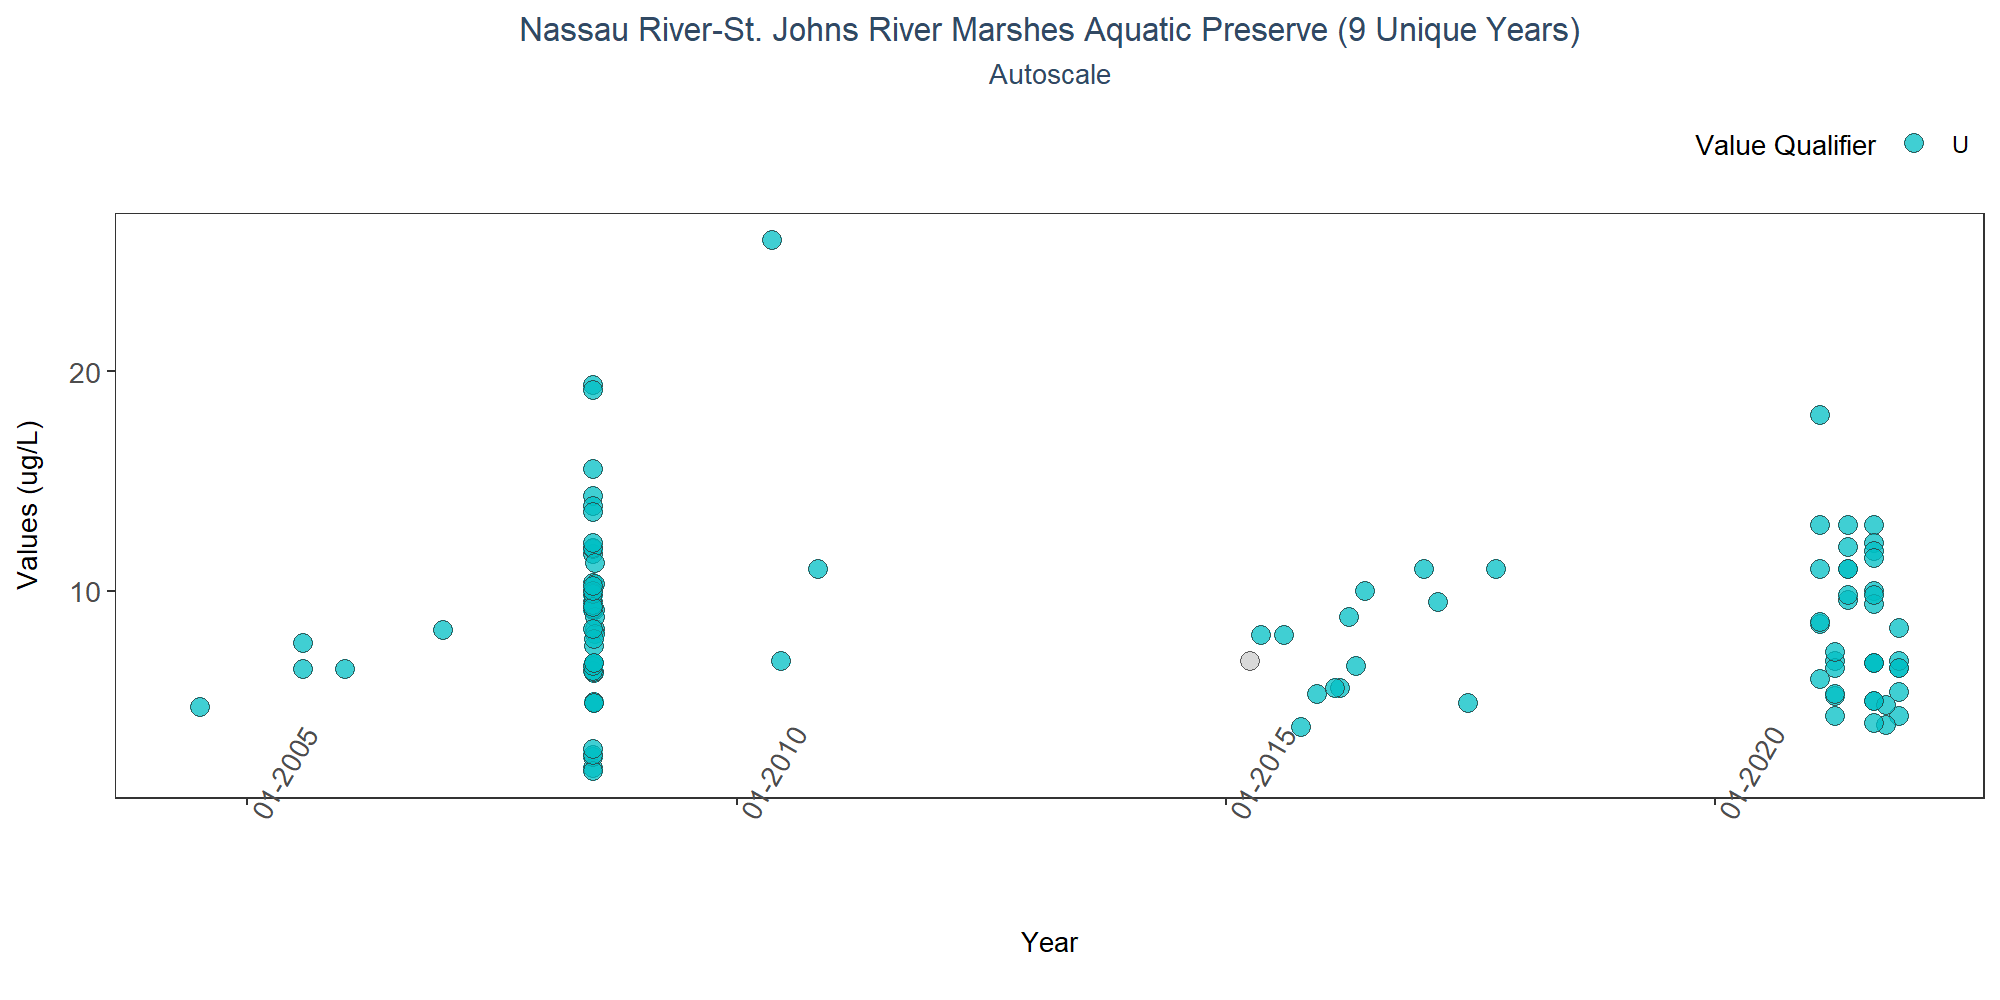 Nassau River-St. Johns River Marshes Aquatic Preserve (9 Unique Years)
Autoscale
Value Qualifier U
Values (ug/L)
20
10
01-2005 01-2010 01-2015 01-2020
Year